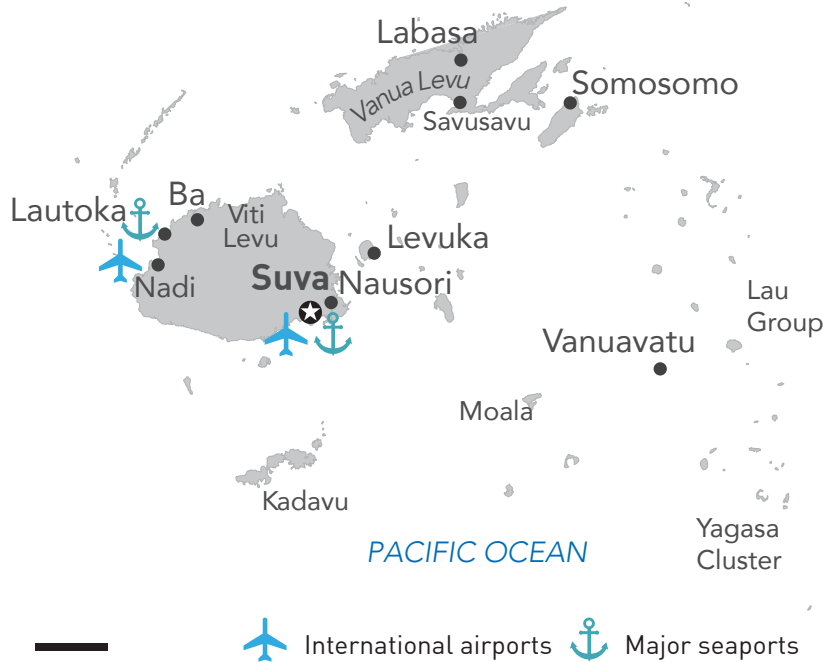 Labasa
Vanua Levu
Somosomo
Savusavu
Ba
Lautoka
Viti
Levu
Levuka
Nadi
Suva
Nausori
Lau
Group
Vanuavatu
Moala
Kadavu
Yagasa
Cluster
PACIFIC OCEAN
International airports
Major seaports